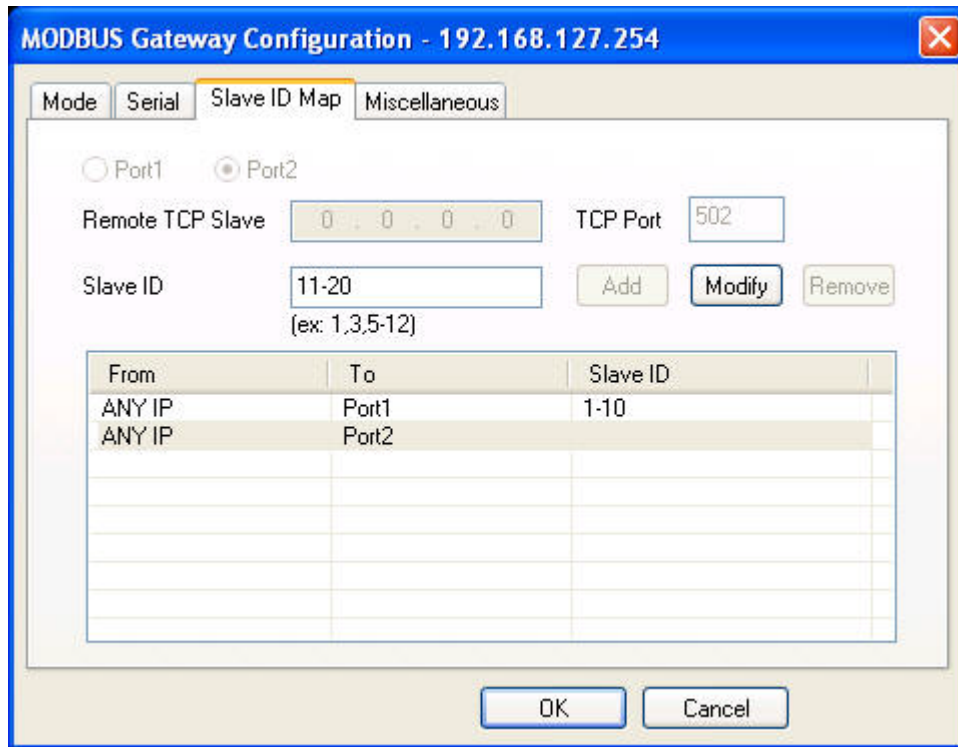 MODBUS Gateway Configuration - 192.168.127.254
Mode Serial Slave ID Map Miscellaneous
Port1 Port2
Remote TCP Slave 0 . 0 . 0 . 0 TCP Port 502
Slave ID 11-20 Add Modify Remove
(ex: 1,3,5-12)
From To Slave ID
ANY IP Port1 1-10
ANY IP Port2
OK Cancel